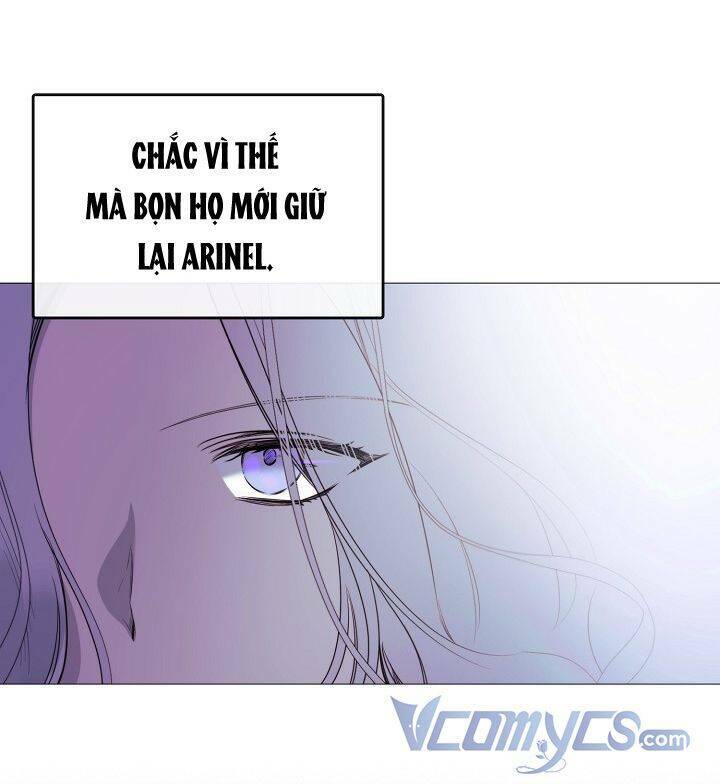 CHẮC VÌ THẾ
MÀ BỌN HỌ MỚI GIỮ
LẠI ARINEL.
VCOMYCS.com